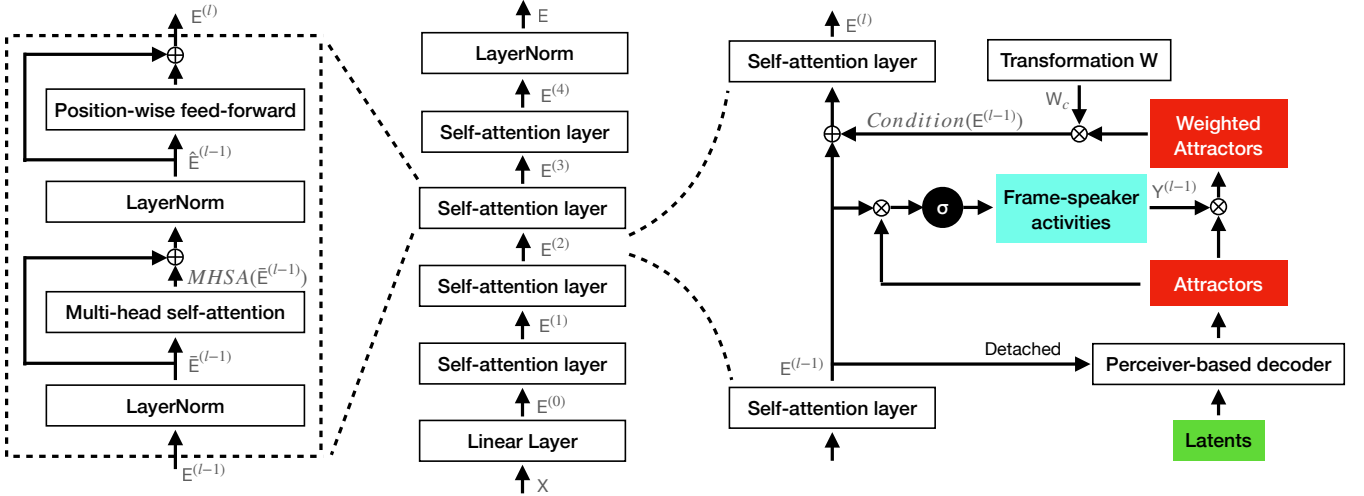 E^{(l)}
Position-wise feed-forward
Ê^{(l−1)}
LayerNorm
MHSA(Ē^{(l−1)})
Multi-head self-attention
Ē^{(l−1)}
LayerNorm
E^{(l−1)}
E
LayerNorm
E^{(4)}
Self-attention layer
E^{(3)}
Self-attention layer
E^{(2)}
Self-attention layer
E^{(1)}
Self-attention layer
E^{(0)}
Linear Layer
X
E^{(l)}
Self-attention layer
Transformation W
W_c
Condition(E^{(l−1)})
Weighted
Attractors
σ
Frame-speaker
activities
Y^{(l−1)}
Attractors
Detached
E^{(l−1)}
Perceiver-based decoder
Self-attention layer
Latents